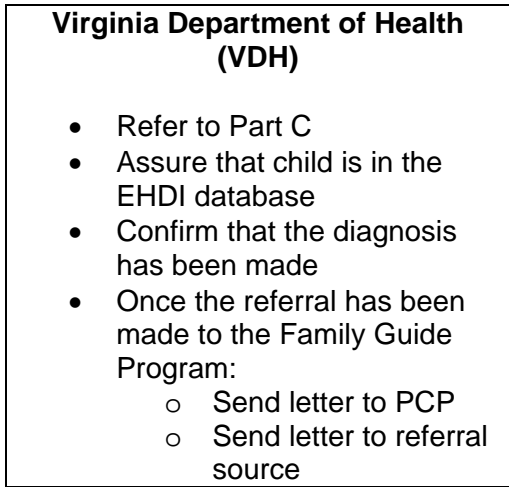 Virginia Department of Health
(VDH)
• Refer to Part C
• Assure that child is in the
EHDI database
• Confirm that the diagnosis
has been made
• Once the referral has been
made to the Family Guide
Program:
o Send letter to PCP
o Send letter to referral
source